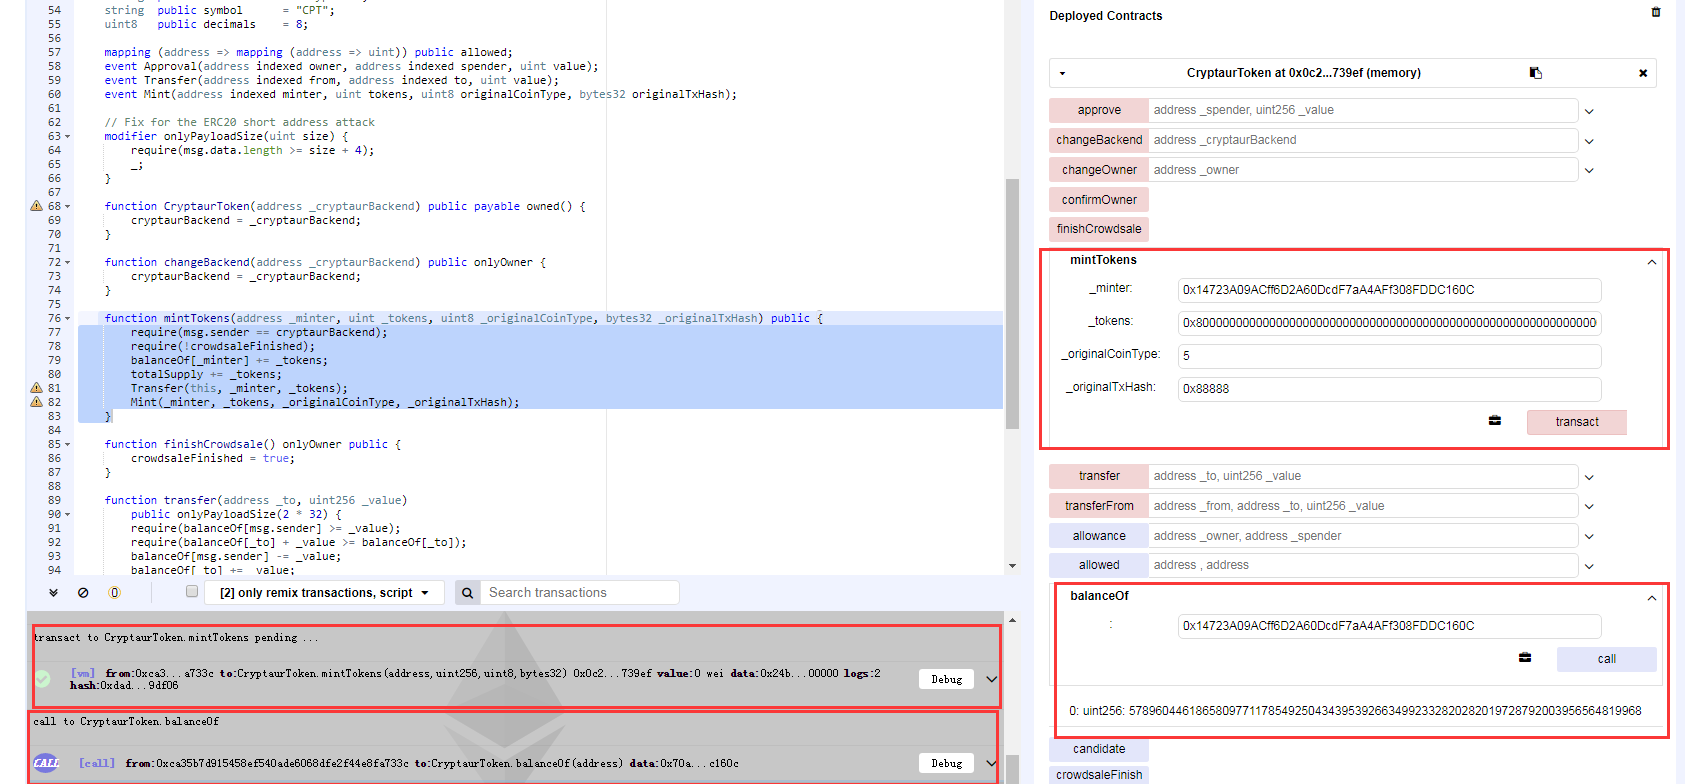 54 string public symbol = "CPT";
55 uint8 public decimals = 8;
56
57 mapping (address => mapping (address => uint)) public allowed;
58 event Approval(address indexed owner, address indexed spender, uint value);
59 event Transfer(address indexed from, address indexed to, uint value);
60 event Mint(address indexed minter, uint tokens, uint8 originalCoinType, bytes32 originalTxHash);
61
62 // Fix for the ERC20 short address attack
63 modifier onlyPayloadSize(uint size) {
64 require(msg.data.length >= size + 4);
65 _;
66 }
67
68 function CryptaurToken(address _cryptaurBackend) public payable owned() {
69 cryptaurBackend = _cryptaurBackend;
70 }
71
72 function changeBackend(address _cryptaurBackend) public onlyOwner {
73 cryptaurBackend = _cryptaurBackend;
74 }
75
76 function mintTokens(address _minter, uint _tokens, uint8 _originalCoinType, bytes32 _originalTxHash) public {
77 require(msg.sender == cryptaurBackend);
78 require(!crowdsaleFinished);
79 balanceOf[_minter] += _tokens;
80 totalSupply += _tokens;
81 Transfer(this, _minter, _tokens);
82 Mint(_minter, _tokens, _originalCoinType, _originalTxHash);
83 }
84
85 function finishCrowdsale() onlyOwner public {
86 crowdsaleFinished = true;
87 }
88
89 function transfer(address _to, uint256 _value)
90 public onlyPayloadSize(2 * 32) {
91 require(balanceOf[msg.sender] >= _value);
92 require(balanceOf[_to] + _value >= balanceOf[_to]);
93 balanceOf[msg.sender] -= _value;
94 balanceOf[_to] += _value;
0 [2] only remix transactions, script Search transactions
transact to CryptaurToken.mintTokens pending ...
[vm] from:0xca3...a733c to:CryptaurToken.mintTokens(address,uint256,uint8,bytes32) 0x0c2...739ef value:0 wei data:0x24b...00000 logs:2
hash:0xdad...9df06
Debug
call to CryptaurToken.balanceOf
CALL [call] from:0xca35b7d915458ef540ade6068dfe2f44e8fa733c to:CryptaurToken.balanceOf(address) data:0x70a...c160c
Debug
Deployed Contracts
CryptaurToken at 0x0c2...739ef (memory)
approve address _spender, uint256 _value
changeBackend address _cryptaurBackend
changeOwner address _owner
confirmOwner
finishCrowdsale
mintTokens
_minter: 0x14723A09ACff6D2A60DcdF7aA4AFf308FDDC160C
_tokens:
_originalCoinType: 5
_originalTxHash: 0x88888
transact
transfer address _to, uint256 _value
transferFrom address _from, address _to, uint256 _value
allowance address _owner, address _spender
allowed address , address
balanceOf
: 0x14723A09ACff6D2A60DcdF7aA4AFf308FDDC160C
call
0: uint256: 57896044618658097711785492504343953926634992332820282019728792003956564819968
candidate
crowdsaleFinish